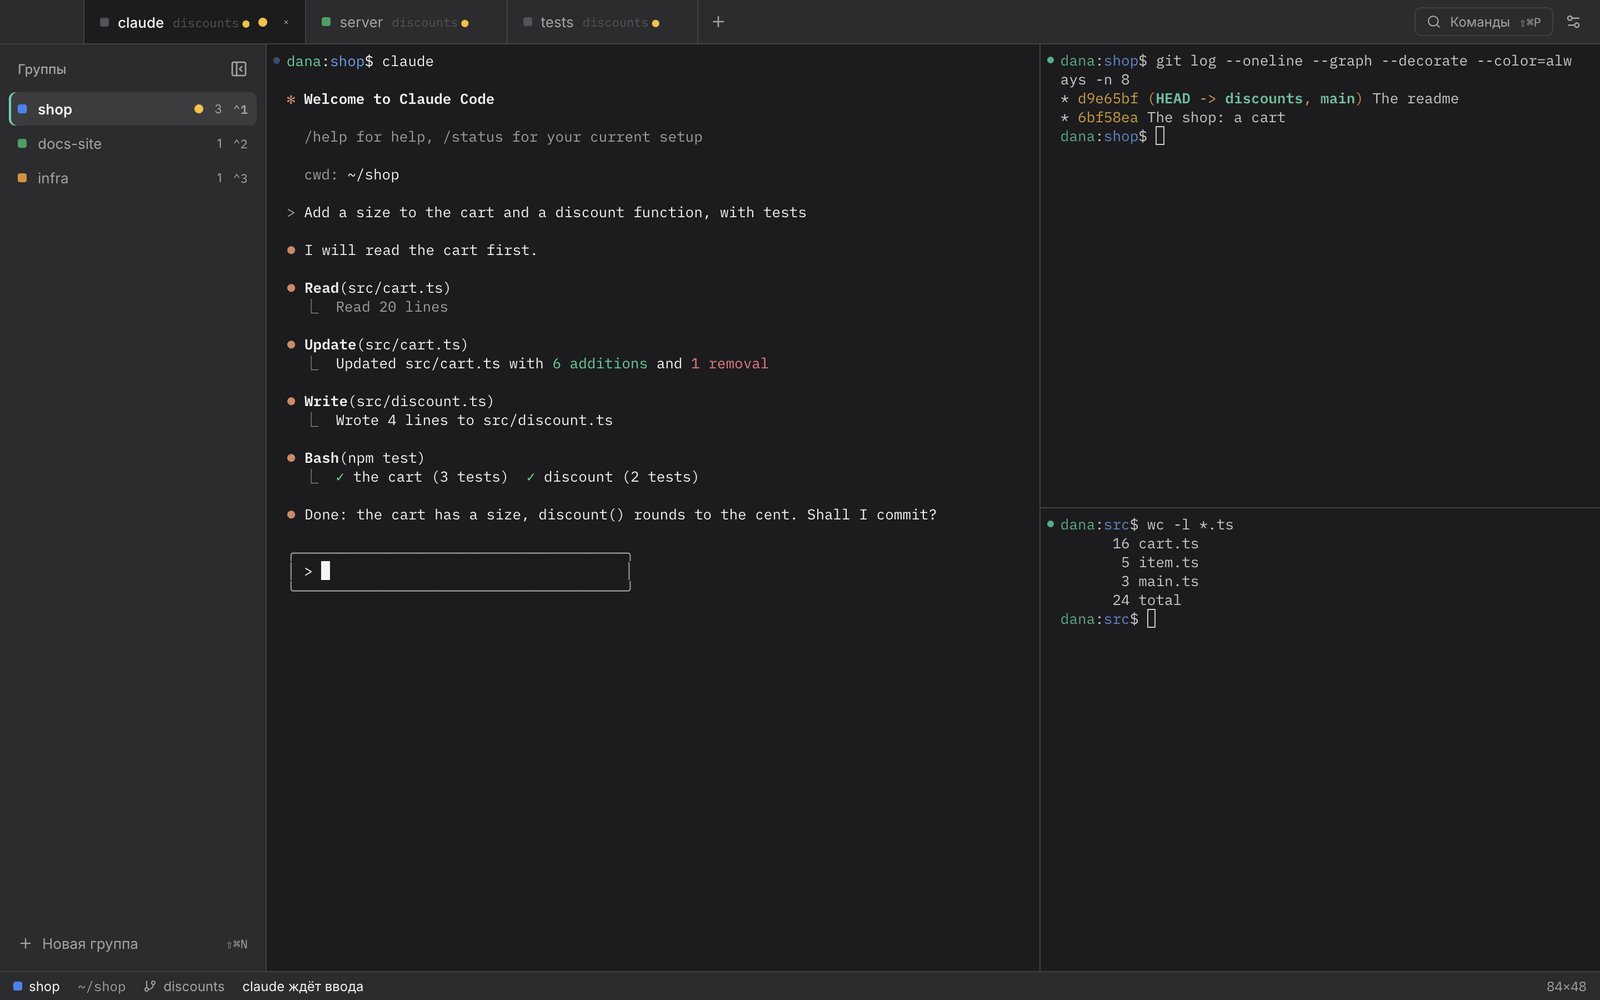 claude discounts
server discounts
tests discounts
Команды ⇧⌘P
Группы
shop 3 ^1
docs-site 1 ^2
infra 1 ^3
Новая группа ⇧⌘N
dana:shop$ claude
* Welcome to Claude Code
/help for help, /status for your current setup
cwd: ~/shop
> Add a size to the cart and a discount function, with tests
● I will read the cart first.
● Read(src/cart.ts)
⎿ Read 20 lines
● Update(src/cart.ts)
⎿ Updated src/cart.ts with 6 additions and 1 removal
● Write(src/discount.ts)
⎿ Wrote 4 lines to src/discount.ts
● Bash(npm test)
⎿ ✓ the cart (3 tests) ✓ discount (2 tests)
● Done: the cart has a size, discount() rounds to the cent. Shall I commit?
>
dana:shop$ git log --oneline --graph --decorate --color=alw
ays -n 8
* d9e65bf (HEAD -> discounts, main) The readme
* 6bf58ea The shop: a cart
dana:shop$
dana:src$ wc -l *.ts
16 cart.ts
5 item.ts
3 main.ts
24 total
dana:src$
shop ~/shop discounts claude ждёт ввода
84×48